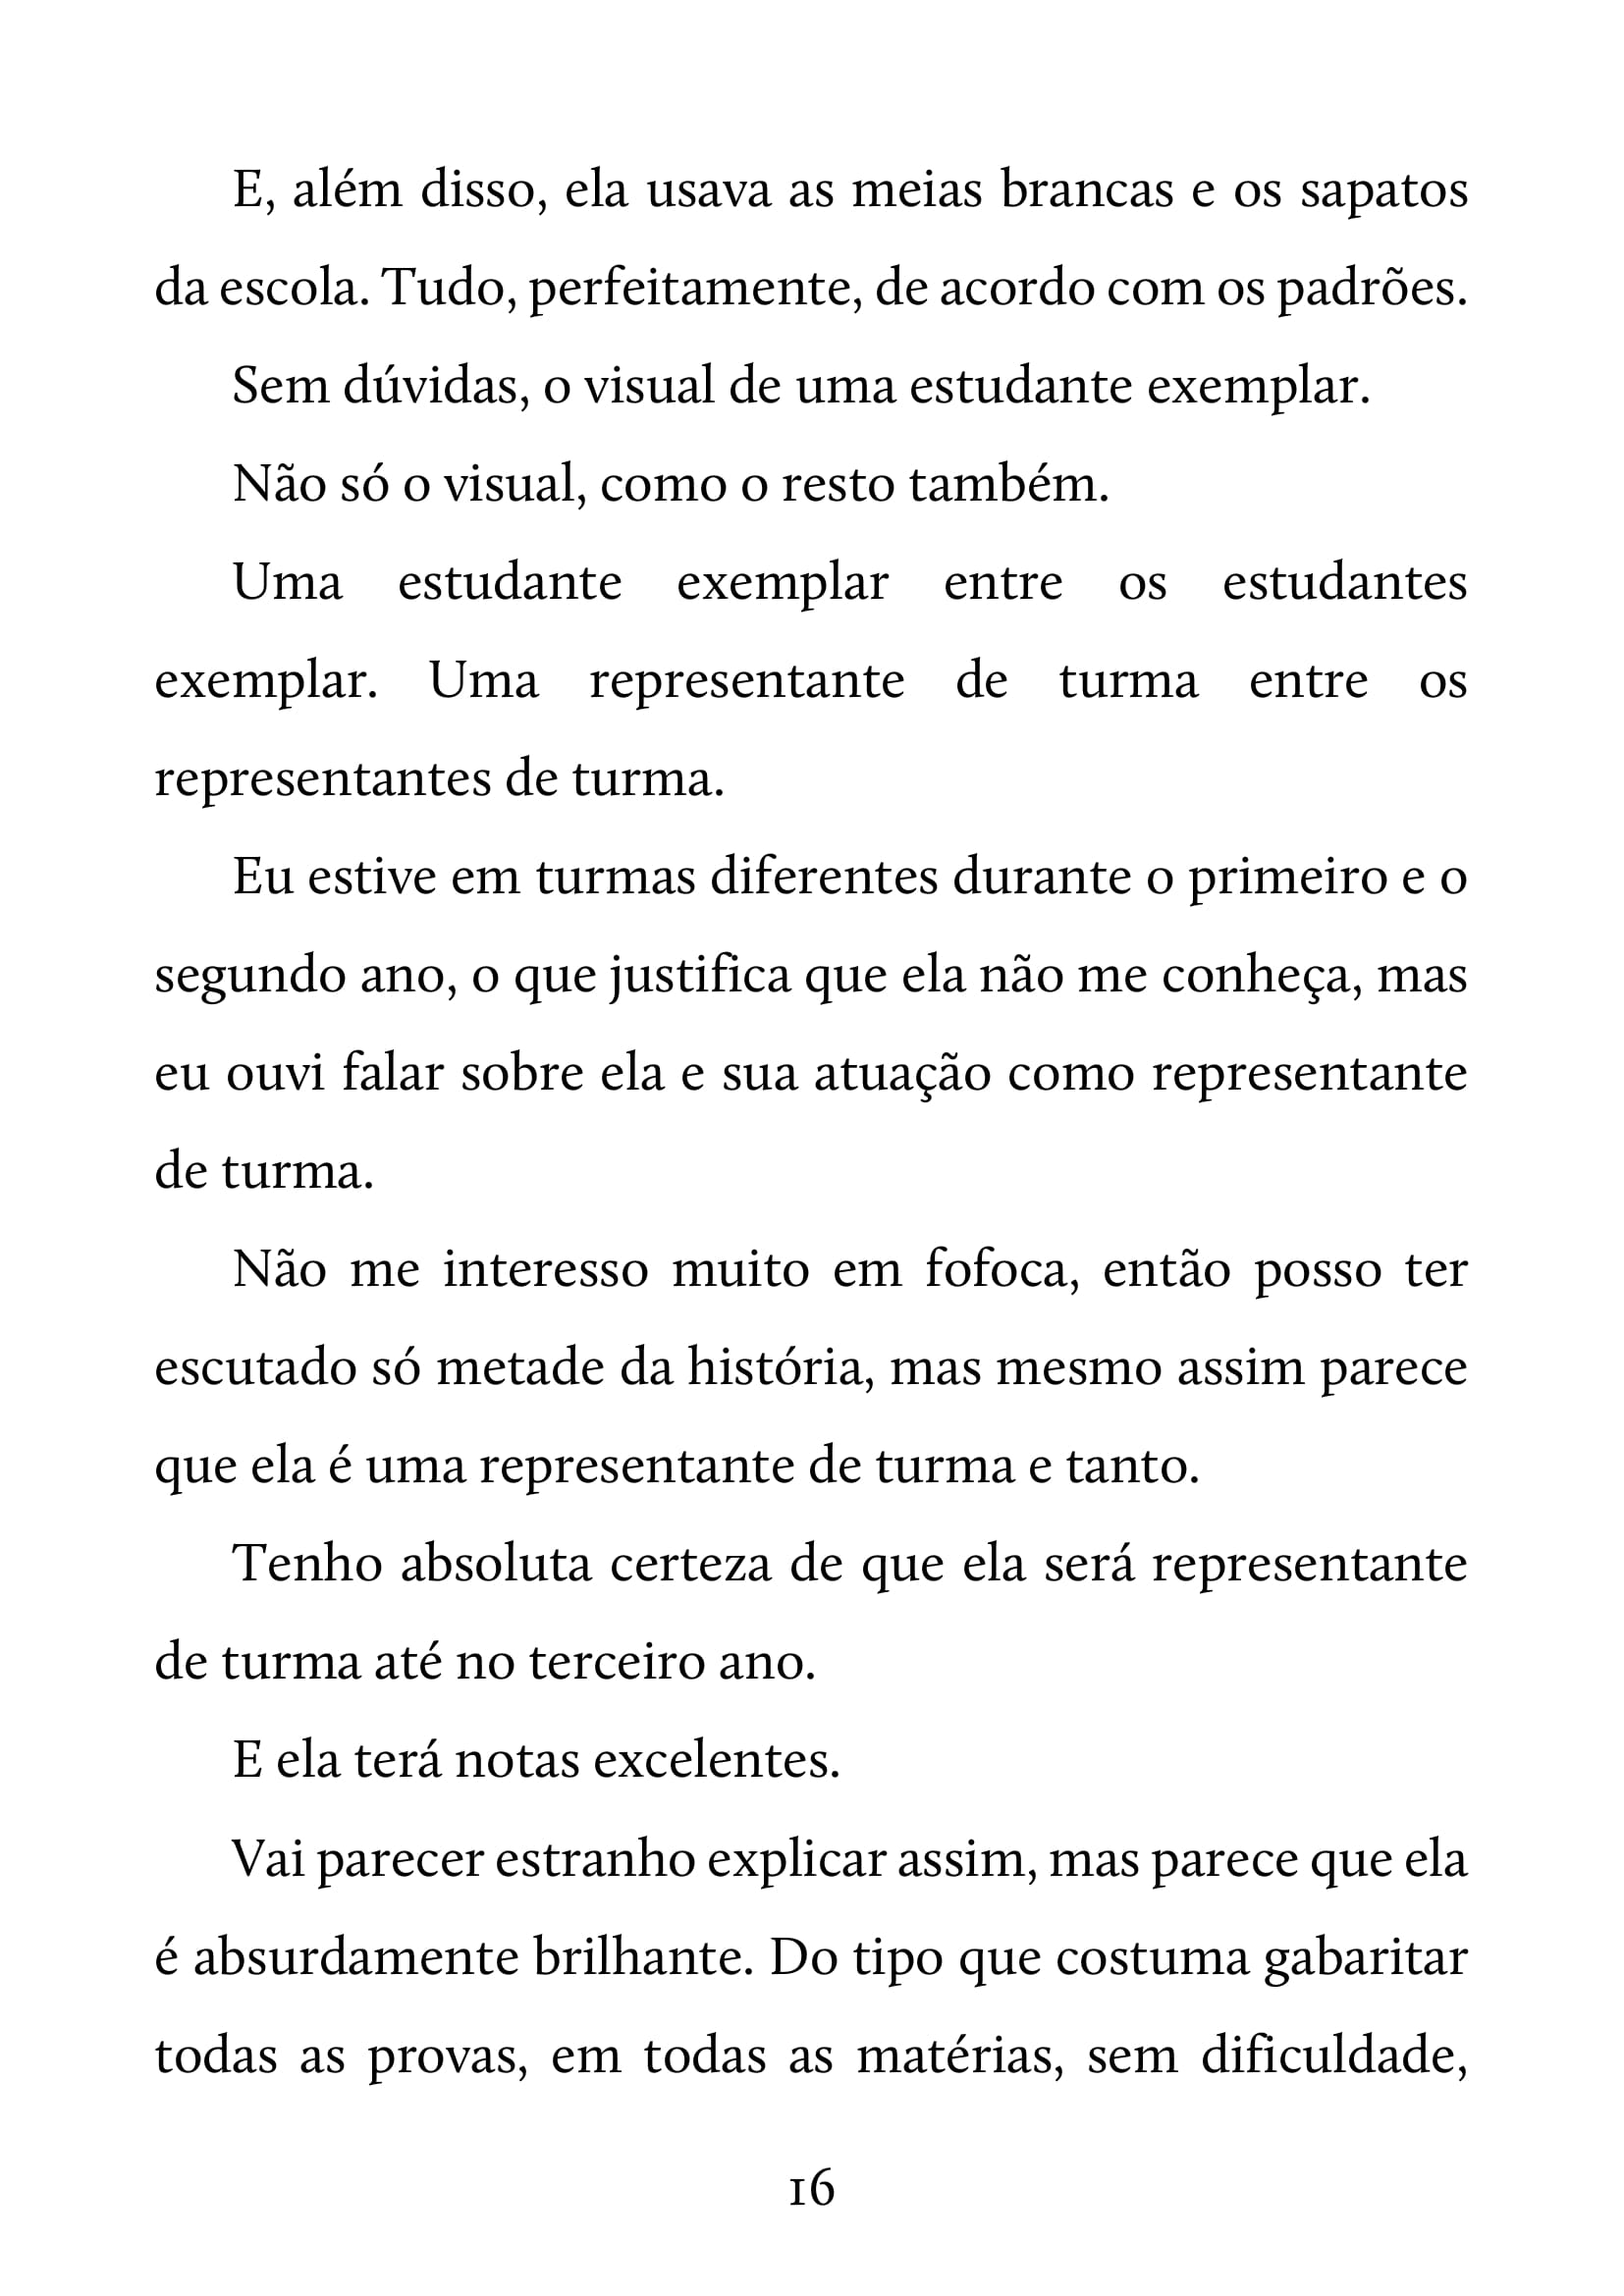 E, além disso, ela usava as meias brancas e os sapatos
da escola. Tudo, perfeitamente, de acordo com os padrões.
Sem dúvidas, o visual de uma estudante exemplar.
Não só o visual, como o resto também.
Uma estudante exemplar entre os estudantes
exemplar. Uma representante de turma entre os
representantes de turma.
Eu estive em turmas diferentes durante o primeiro e o
segundo ano, o que justifica que ela não me conheça, mas
eu ouvi falar sobre ela e sua atuação como representante
de turma.
Não me interesso muito em fofoca, então posso ter
escutado só metade da história, mas mesmo assim parece
que ela é uma representante de turma e tanto.
Tenho absoluta certeza de que ela será representante
de turma até no terceiro ano.
E ela terá notas excelentes.
Vai parecer estranho explicar assim, mas parece que ela
é absurdamente brilhante. Do tipo que costuma gabaritar
todas as provas, em todas as matérias, sem dificuldade,
16